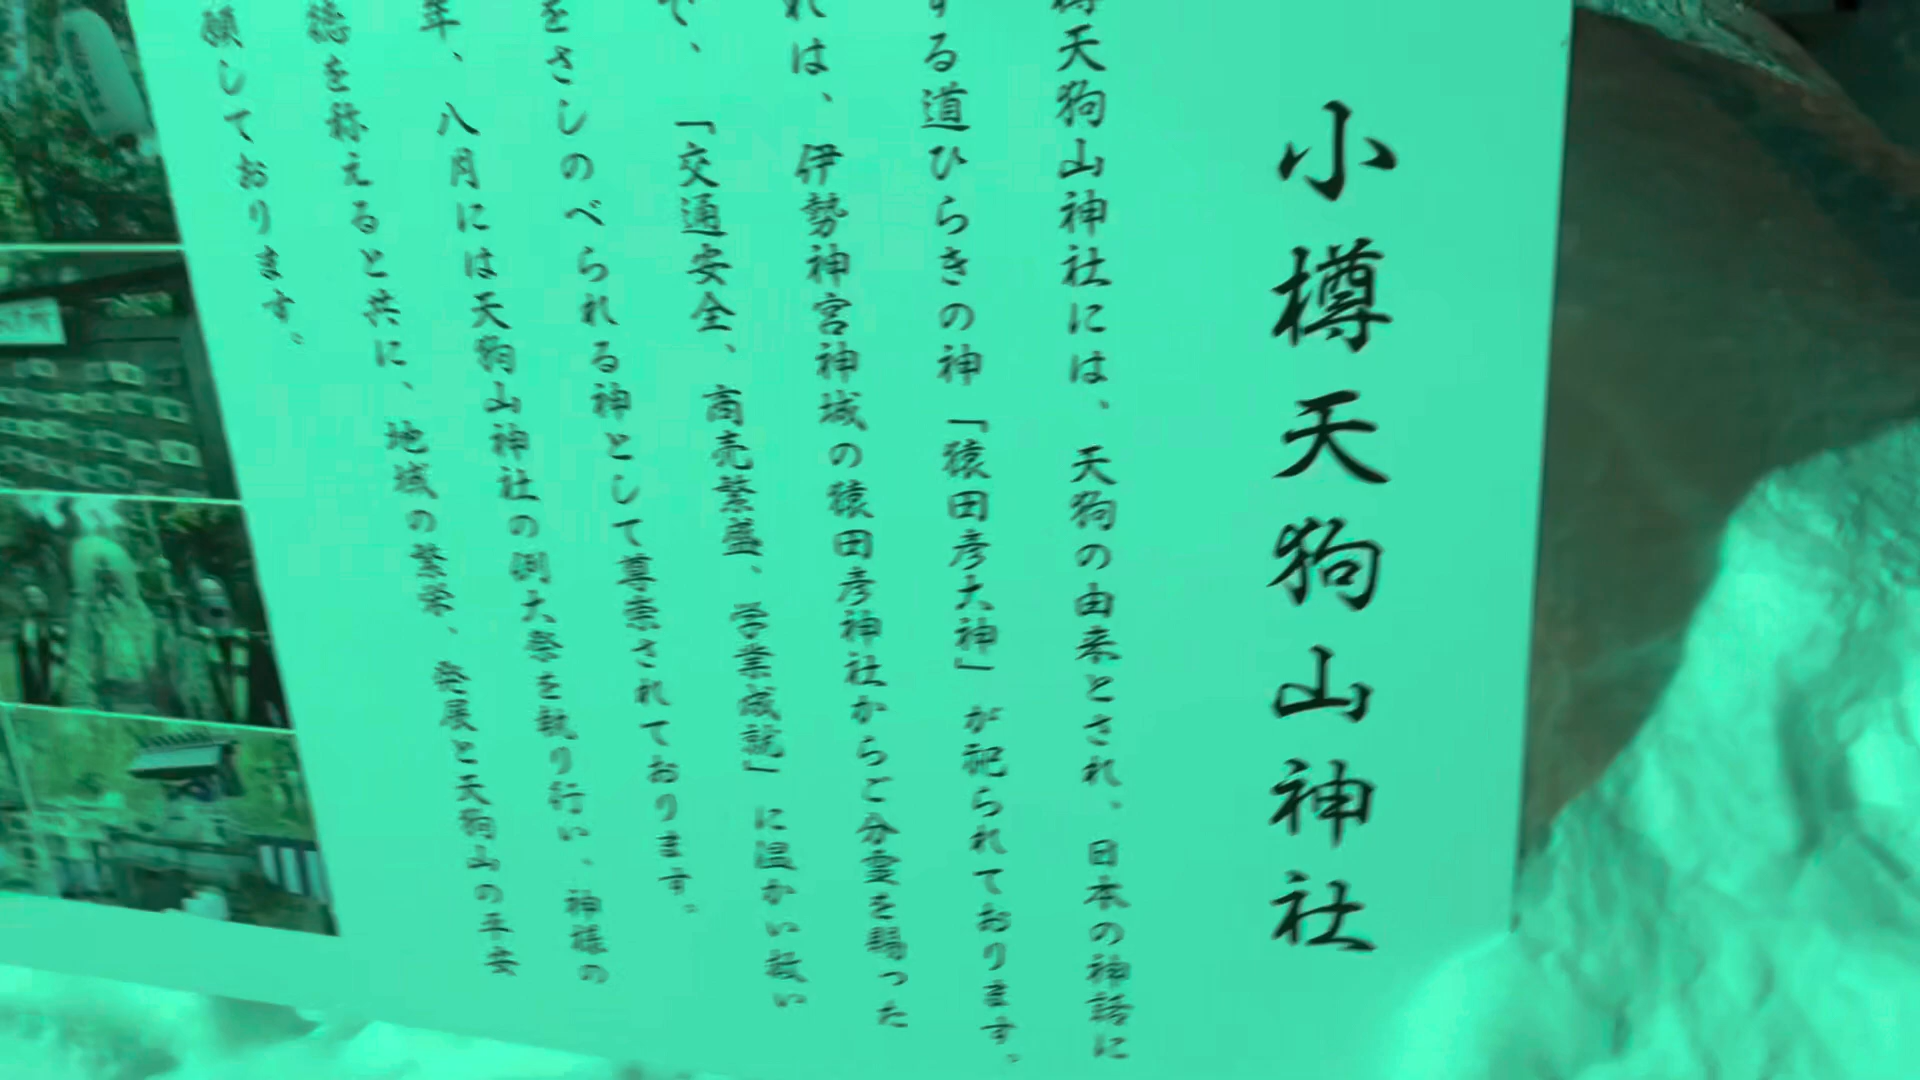 小樽天狗山神社
樽天狗山神社には、天狗の由来とされ、日本の神話に
する道ひらきの神「猿田彦大神」が祀られております。
れは、伊勢神宮神域の猿田彦神社からご分霊を賜った
で、「交通安全、商売繁盛、学業成就」に温かい救い
をさしのべられる神として尊崇されております。
年、八月には天狗山神社の例大祭を執り行い、神様の
徳を称えると共に、地域の繁栄、発展と天狗山の平安
願しております。